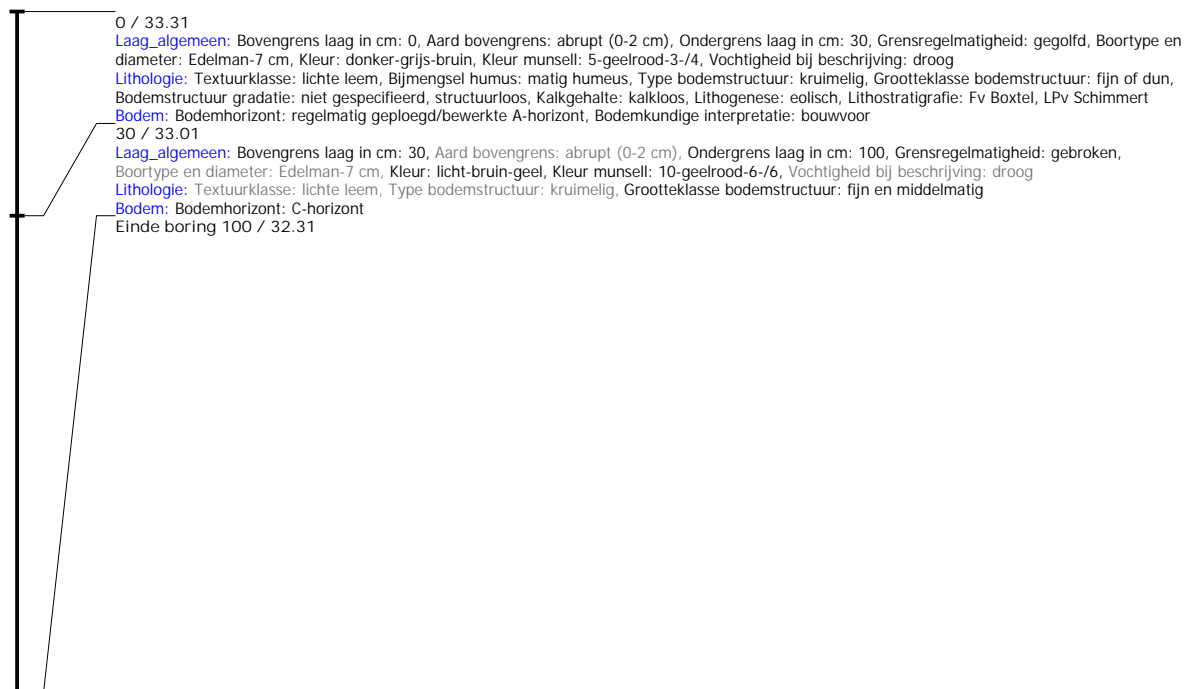 0 / 33.31
Laag_algemeen: Bovengrens laag in cm: 0, Aard bovengrens: abrupt (0-2 cm), Ondergrens laag in cm: 30, Grensregelmatigheid: gegolfd, Boortype en
diameter: Edelman-7 cm, Kleur: donker-grijs-bruin, Kleur munsell: 5-geelrood-3-/4, Vochtigheid bij beschrijving: droog
Lithologie: Textuurklasse: lichte leem, Bijmengsel humus: matig humeus, Type bodemstructuur: kruimelig, Grootteklasse bodemstructuur: fijn of dun,
Bodemstructuur gradatie: niet gespecifieerd, structuurloos, Kalkgehalte: kalkloos, Lithogenese: eolisch, Lithostratigrafie: Fv Boxtel, LPv Schimmert
Bodem: Bodemhorizont: regelmatig geploegd/bewerkte A-horizont, Bodemkundige interpretatie: bouwvoor
30 / 33.01
Laag_algemeen: Bovengrens laag in cm: 30, Aard bovengrens: abrupt (0-2 cm), Ondergrens laag in cm: 100, Grensregelmatigheid: gebroken,
Boortype en diameter: Edelman-7 cm, Kleur: licht-bruin-geel, Kleur munsell: 10-geelrood-6-/6, Vochtigheid bij beschrijving: droog
Lithologie: Textuurklasse: lichte leem, Type bodemstructuur: kruimelig, Grootteklasse bodemstructuur: fijn en middelmatig
Bodem: Bodemhorizont: C-horizont
Einde boring 100 / 32.31